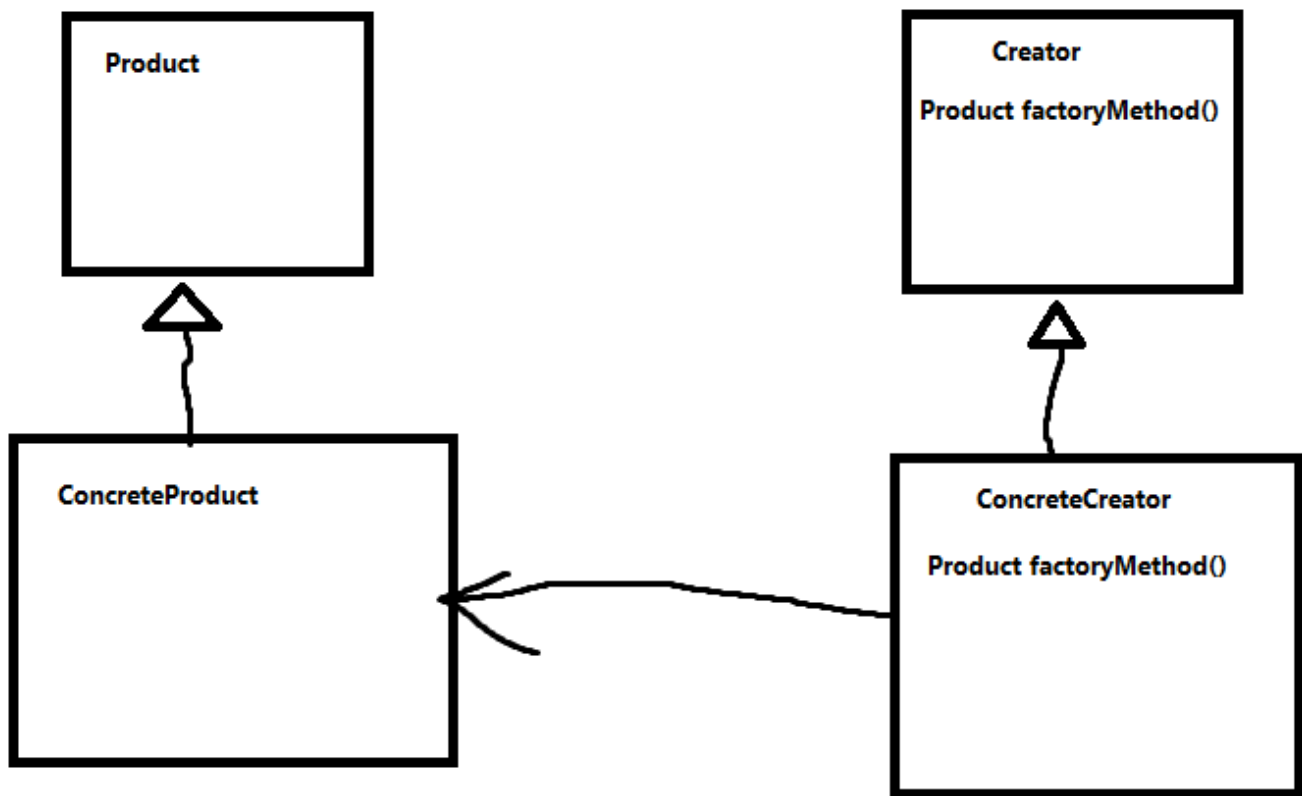 Product
Creator
Product factoryMethod()
ConcreteProduct
ConcreteCreator
Product factoryMethod()